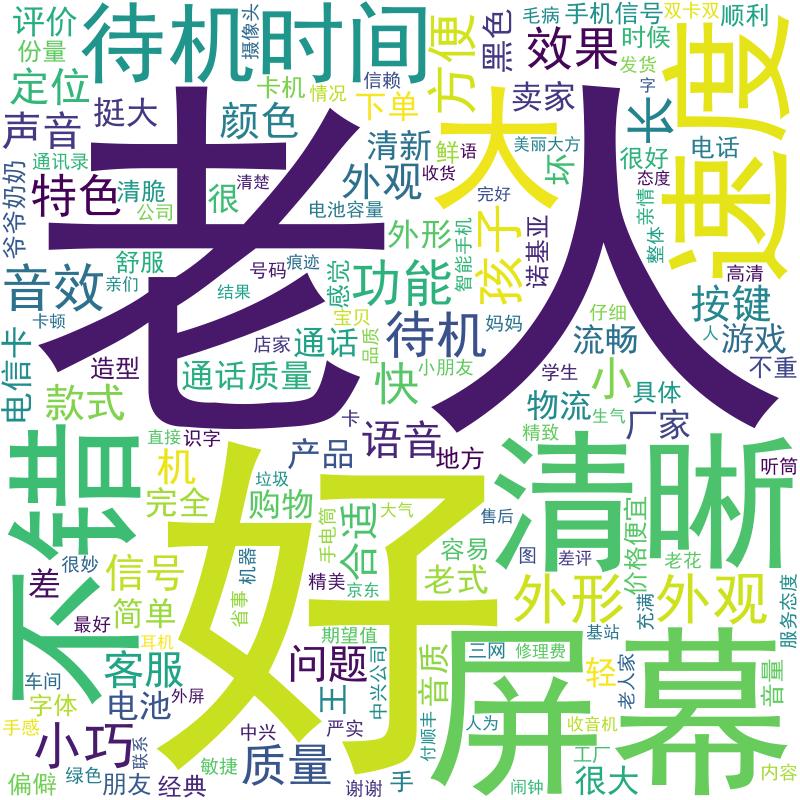 评价
份量
定位
声音
待机时间
摄像头
颜色
挺大
通讯录
特色
清脆
爷爷奶奶
公司
很
音效
舒服
亲们
卡顿
电信卡
造型
款式
老人
卡机
信赖
情况
下单
清新
外观
电池容量
号码
痕迹
清楚
结果
感觉
功能
外形
宝贝
店家
通话
品质
通话质量
待机
快
方便
黑色
毛病
手机信号
效果
时候
双卡双
顺利
发货
字
卖家
大
鲜
语
收货
美丽大方
完好
坏
长
很好
电话
态度
亲情
整体
速度
孩子
诺基亚
智能手机
高清
按键
仔细
人
妈妈
流畅
游戏
不重
小朋友
学生
小
具体
物流
生气
精致
厂家
不错
直接
识字
机
完全
很妙
差
信号
最好
简单
耳机
车间
字体
客服
电池
外屏
手感
小巧
联系
偏僻
绿色
朋友
经典
好
垃圾
购物
产品
卡
语音
地方
手电筒
大气
合适
省事
机器
精美
京东
期望值
问题
王
中兴公司
中兴
严实
敏捷
质量
谢谢
手
付顺丰
音质
容易
老式
清晰
听筒
售后
图
差评
价格便宜
老花
外形
外观
基站
充满
服务态度
三网
修理费
轻
老人家
音量
屏幕
人为
收音机
工厂
闹钟
很大
内容